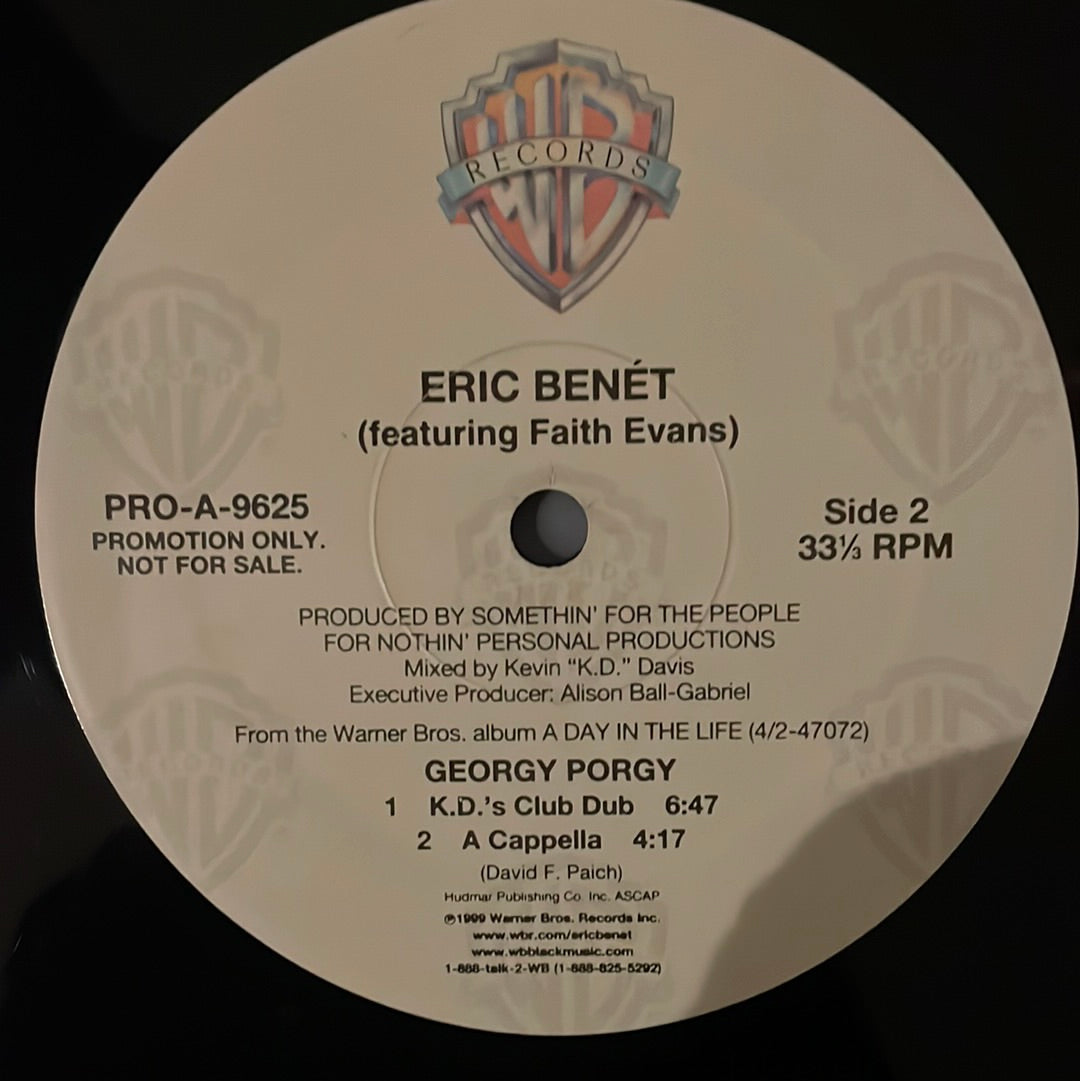 WB
RECORDS
ERIC BENÉT
(featuring Faith Evans)
PRO-A-9625
PROMOTION ONLY.
NOT FOR SALE.
Side 2
33⅓ RPM
PRODUCED BY SOMETHIN' FOR THE PEOPLE
FOR NOTHIN' PERSONAL PRODUCTIONS
Mixed by Kevin “K.D.” Davis
Executive Producer: Alison Ball-Gabriel
From the Warner Bros. album A DAY IN THE LIFE (4/2-47072)
GEORGY PORGY
1 K.D.'s Club Dub 6:47
2 A Cappella 4:17
(David F. Paich)
Hudmar Publishing Co. Inc. ASCAP
℗1999 Warner Bros. Records Inc.
www.wbr.com/ericbenet
www.wbblackmusic.com
1-888-talk-2-WB (1-888-825-5292)